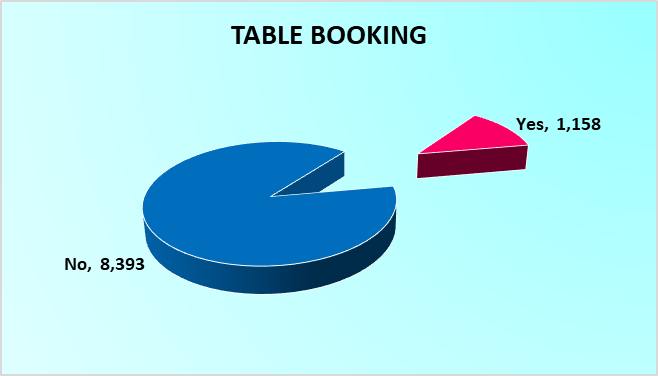 TABLE BOOKING
Yes, 1,158
No, 8,393